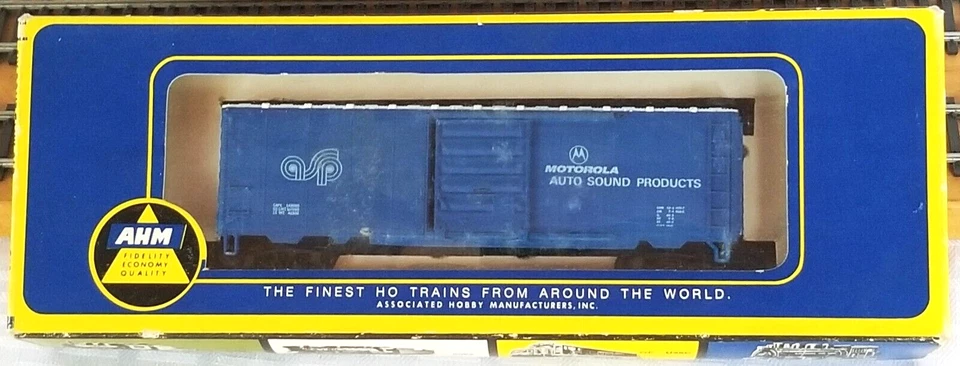 asp
MOTOROLA
AUTO SOUND PRODUCTS
AHM
FIDELITY
ECONOMY
QUALITY
THE FINEST HO TRAINS FROM AROUND THE WORLD.
ASSOCIATED HOBBY MANUFACTURERS, INC.